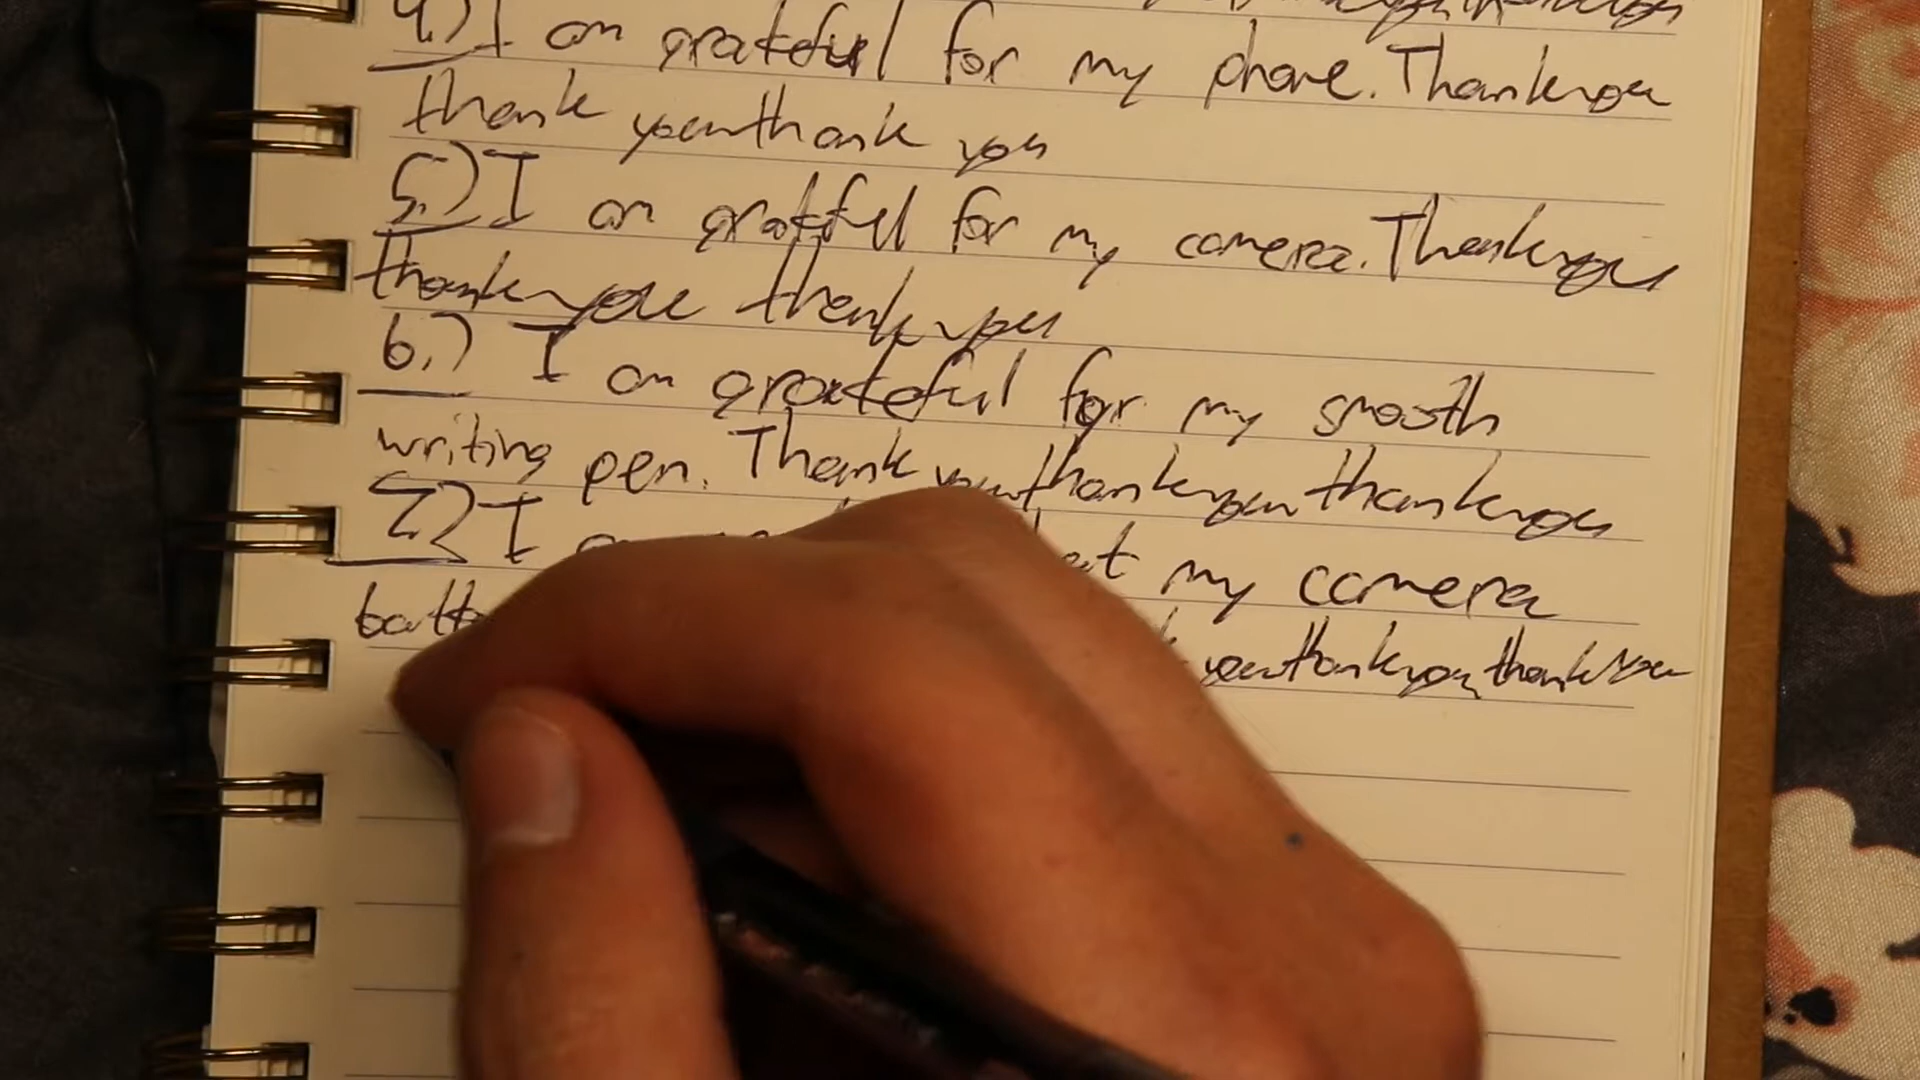 4.) I am grateful for my phone. Thank you
thank you thank you
5.) I am gratful for my camera. Thank you
thank you thank you
6.) I am grateful for my smooth
writing pen. Thank you thank you thank you
7.) I my camera
you thank you thank you